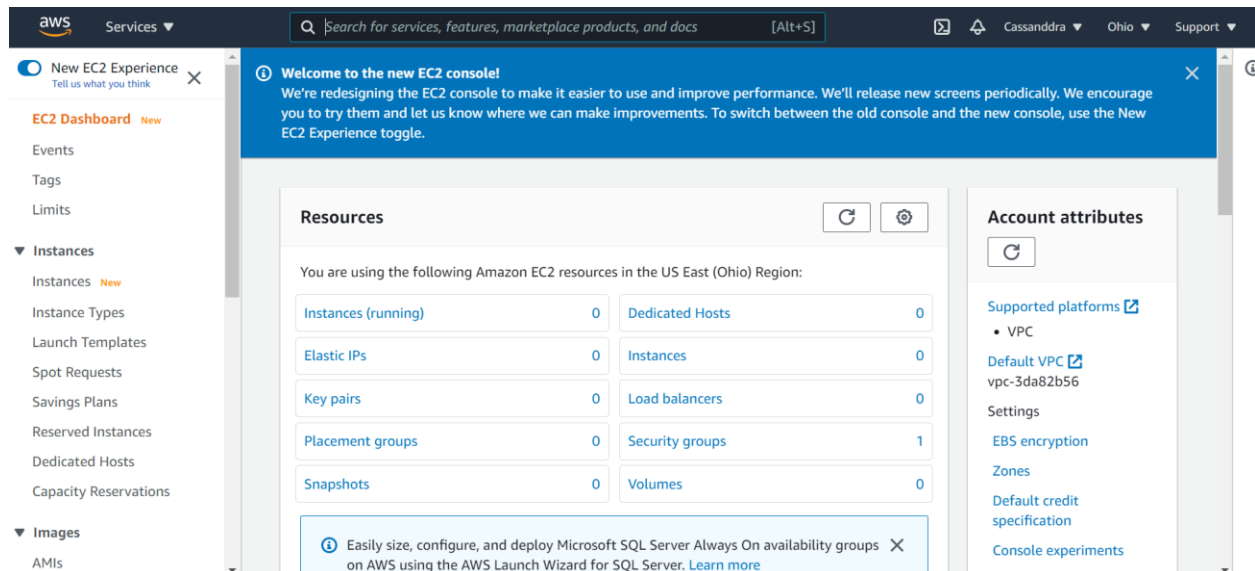 aws
Services ▼
Search for services, features, marketplace products, and docs [Alt+S]
Cassanddra ▼
Ohio ▼
Support ▼
New EC2 Experience
Tell us what you think
EC2 Dashboard New
Events
Tags
Limits
▼ Instances
Instances New
Instance Types
Launch Templates
Spot Requests
Savings Plans
Reserved Instances
Dedicated Hosts
Capacity Reservations
▼ Images
AMIs
Welcome to the new EC2 console!
We're redesigning the EC2 console to make it easier to use and improve performance. We'll release new screens periodically. We encourage
you to try them and let us know where we can make improvements. To switch between the old console and the new console, use the New
EC2 Experience toggle.
Resources
You are using the following Amazon EC2 resources in the US East (Ohio) Region:
Instances (running) 0
Dedicated Hosts 0
Elastic IPs 0
Instances 0
Key pairs 0
Load balancers 0
Placement groups 0
Security groups 1
Snapshots 0
Volumes 0
Easily size, configure, and deploy Microsoft SQL Server Always On availability groups
on AWS using the AWS Launch Wizard for SQL Server. Learn more
Account attributes
Supported platforms
• VPC
Default VPC
vpc-3da82b56
Settings
EBS encryption
Zones
Default credit
specification
Console experiments